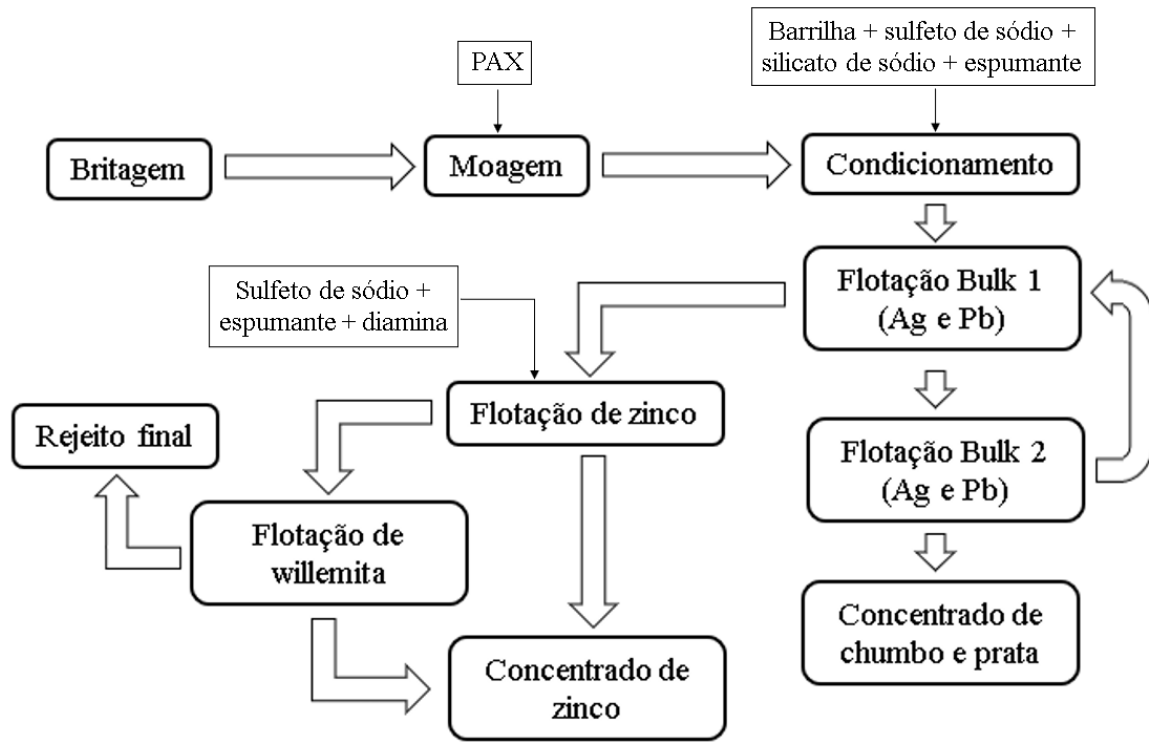 Barrilha + sulfeto de sódio +
silicato de sódio + espumante
PAX
Britagem
Moagem
Condicionamento
Flotação Bulk 1
(Ag e Pb)
Sulfeto de sódio +
espumante + diamina
Flotação de zinco
Rejeito final
Flotação Bulk 2
(Ag e Pb)
Flotação de
willemita
Concentrado de
chumbo e prata
Concentrado de
zinco